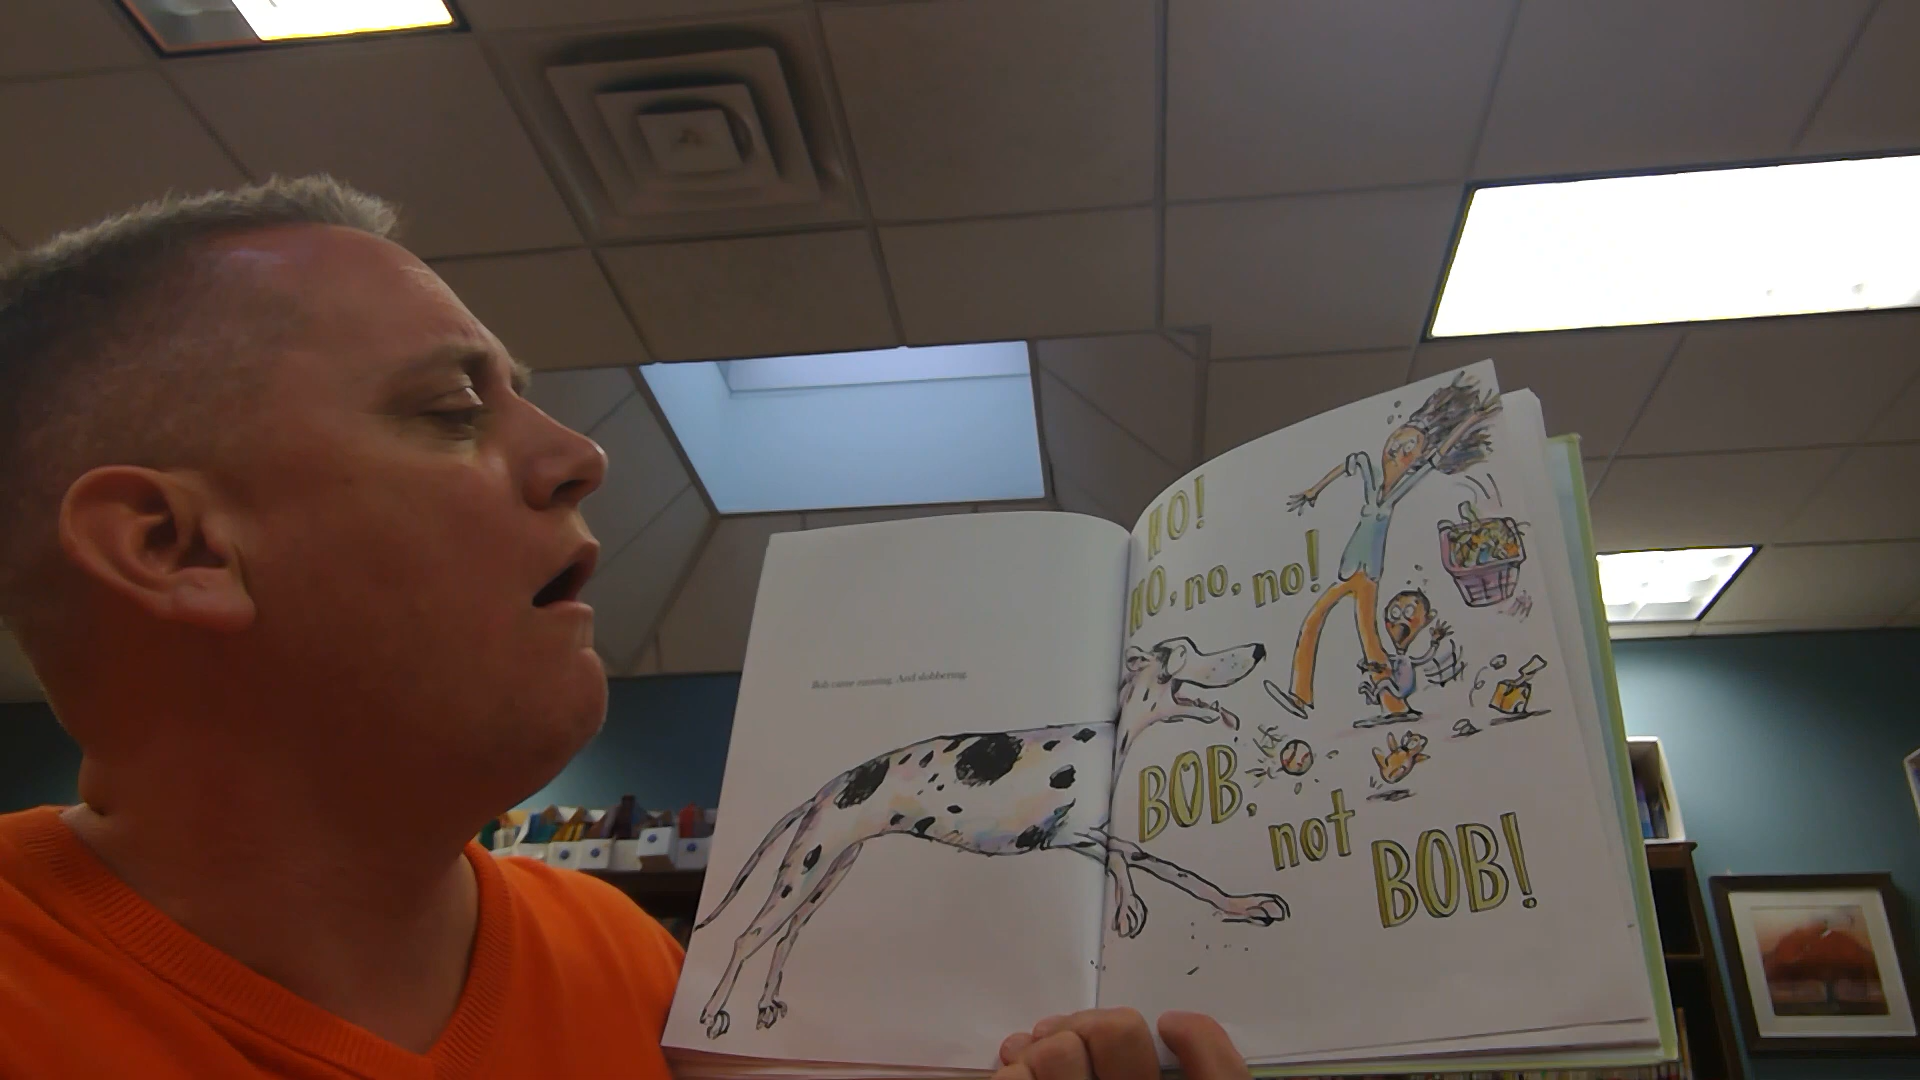 Bob came running. And slobbering.
NO!
NO, no, no!
BOB,
not
BOB!